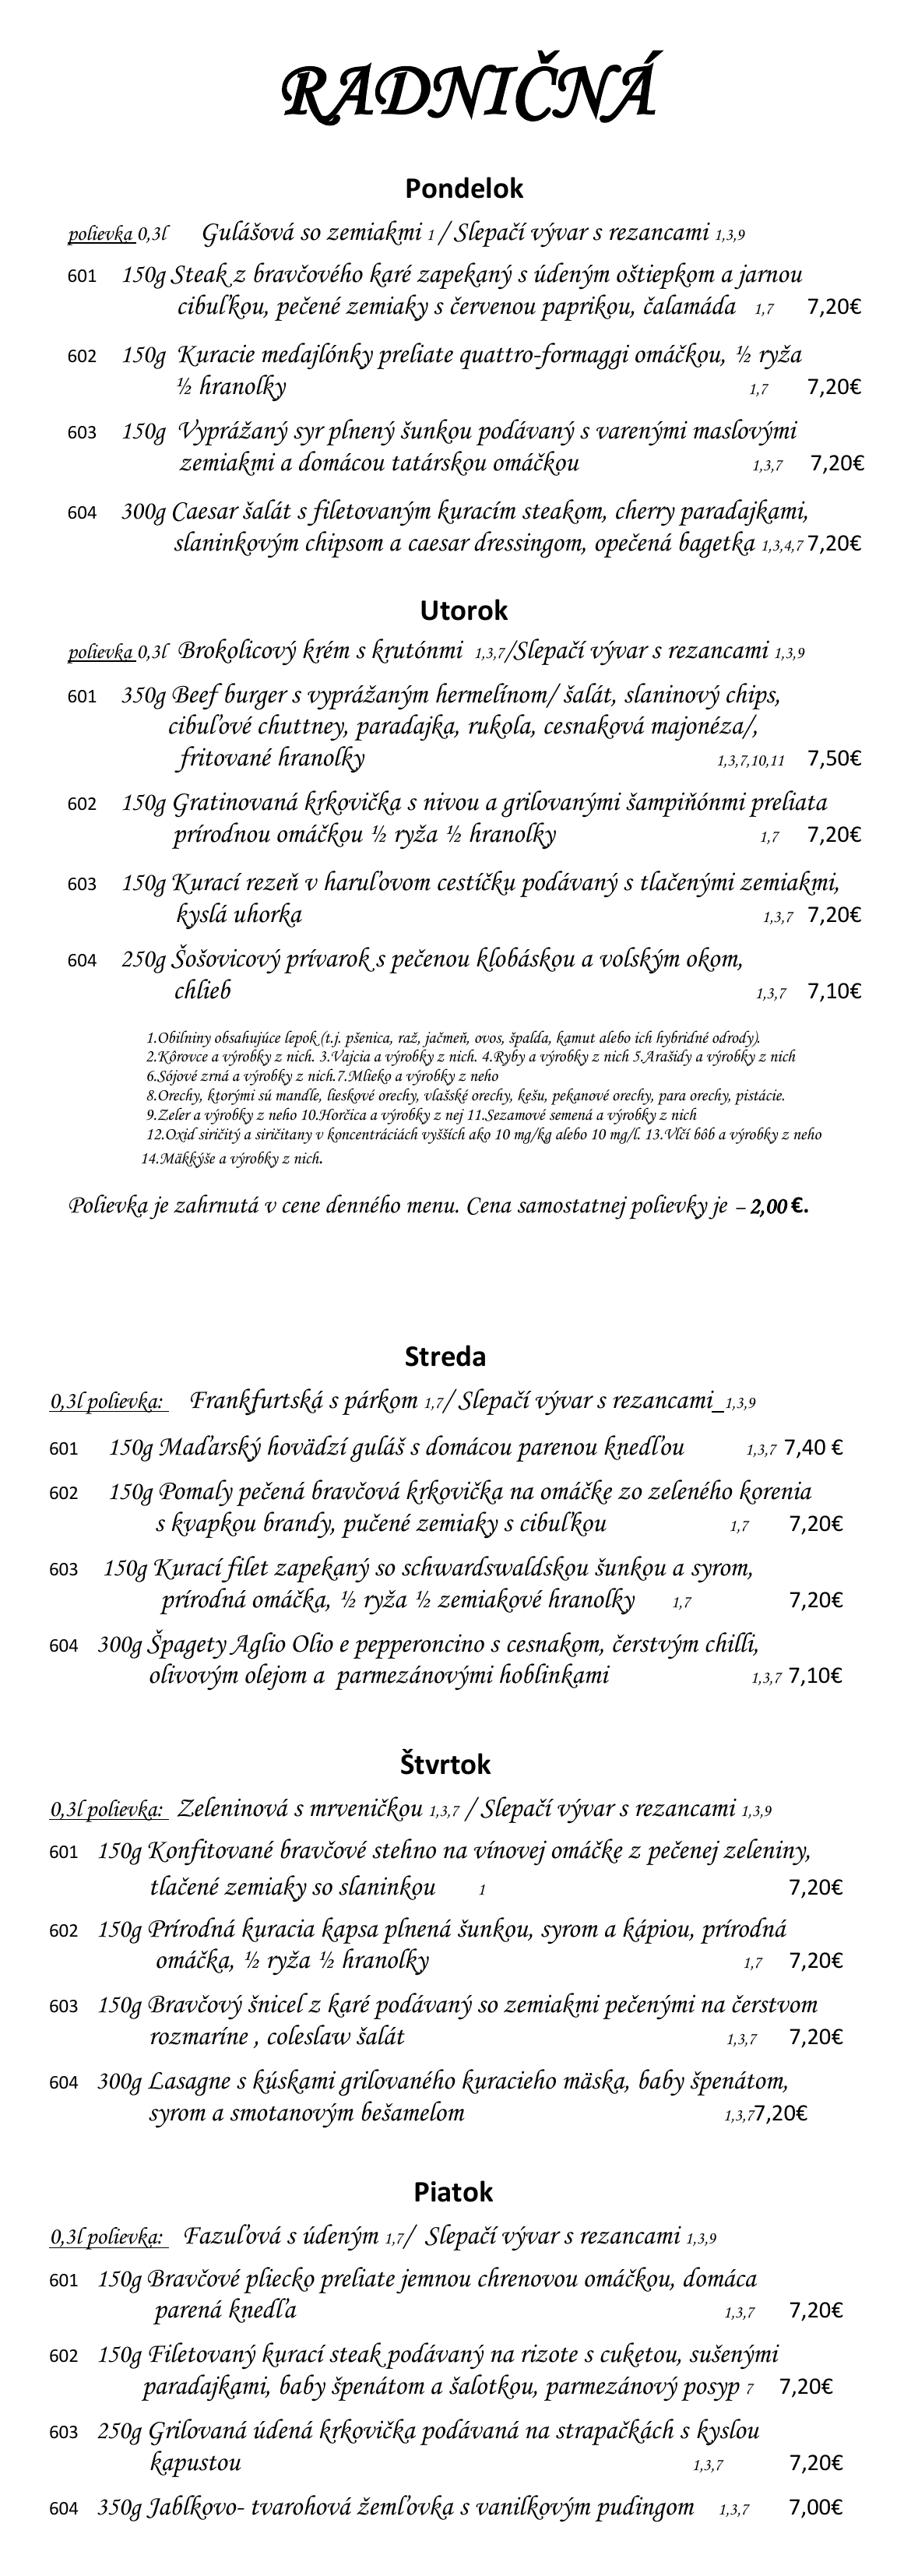 RADNIČNÁ
Pondelok
polievka 0,3l Gulášová so zemiakmi 1 / Slepačí vývar s rezancami 1,3,9
601 150g Steak z bravčového karé zapekaný s údeným oštiepkom a jarnou
cibuľkou, pečené zemiaky s červenou paprikou, čalamáda 1,7 7,20€
602 150g Kuracie medajlónky preliate quattro-formaggi omáčkou, ½ ryža
½ hranolky 1,7 7,20€
603 150g Vyprážaný syr plnený šunkou podávaný s varenými maslovými
zemiakmi a domácou tatárskou omáčkou 1,3,7 7,20€
604 300g Caesar šalát s filetovaným kuracím steakom, cherry paradajkami,
slaninkovým chipsom a caesar dressingom, opečená bagetka 1,3,4,7 7,20€
Utorok
polievka 0,3l Brokolicový krém s krutónmi 1,3,7/Slepačí vývar s rezancami 1,3,9
601 350g Beef burger s vyprážaným hermelínom/ šalát, slaninový chips,
cibuľové chuttney, paradajka, rukola, cesnaková majonéza/,
fritované hranolky 1,3,7,10,11 7,50€
602 150g Gratinovaná krkovička s nivou a grilovanými šampiňónmi preliata
prírodnou omáčkou ½ ryža ½ hranolky 1,7 7,20€
603 150g Kurací rezeň v haruľovom cestíčku podávaný s tlačenými zemiakmi,
kyslá uhorka 1,3,7 7,20€
604 250g Šošovicový prívarok s pečenou klobáskou a volským okom,
chlieb 1,3,7 7,10€
1.Obilniny obsahujúce lepok (t.j. pšenica, raž, jačmeň, ovos, špalda, kamut alebo ich hybridné odrody).
2.Kôrovce a výrobky z nich. 3.Vajcia a výrobky z nich. 4.Ryby a výrobky z nich 5.Arašidy a výrobky z nich
6.Sójové zrná a výrobky z nich.7.Mlieko a výrobky z neho
8.Orechy, ktorými sú mandle, lieskové orechy, vlašské orechy, kešu, pekanové orechy, para orechy, pistácie.
9.Zeler a výrobky z neho 10.Horčica a výrobky z nej 11.Sezamové semená a výrobky z nich
12.Oxid siričitý a siričitany v koncentráciách vyšších ako 10 mg/kg alebo 10 mg/l. 13.Vlčí bôb a výrobky z neho
14.Mäkkýše a výrobky z nich.
Polievka je zahrnutá v cene denného menu. Cena samostatnej polievky je – 2,00 €.
Streda
0,3l polievka: Frankfurtská s párkom 1,7/ Slepačí vývar s rezancami_1,3,9
601 150g Maďarský hovädzí guláš s domácou parenou knedľou 1,3,7 7,40 €
602 150g Pomaly pečená bravčová krkovička na omáčke zo zeleného korenia
s kvapkou brandy, pučené zemiaky s cibuľkou 1,7 7,20€
603 150g Kurací filet zapekaný so schwardswaldskou šunkou a syrom,
prírodná omáčka, ½ ryža ½ zemiakové hranolky 1,7 7,20€
604 300g Špagety Aglio Olio e pepperoncino s cesnakom, čerstvým chilli,
olivovým olejom a parmezánovými hoblinkami 1,3,7 7,10€
Štvrtok
0,3l polievka: Zeleninová s mrveničkou 1,3,7 / Slepačí vývar s rezancami 1,3,9
601 150g Konfitované bravčové stehno na vínovej omáčke z pečenej zeleniny,
tlačené zemiaky so slaninkou 1 7,20€
602 150g Prírodná kuracia kapsa plnená šunkou, syrom a kápiou, prírodná
omáčka, ½ ryža ½ hranolky 1,7 7,20€
603 150g Bravčový šnicel z karé podávaný so zemiakmi pečenými na čerstvom
rozmaríne , coleslaw šalát 1,3,7 7,20€
604 300g Lasagne s kúskami grilovaného kuracieho mäska, baby špenátom,
syrom a smotanovým bešamelom 1,3,77,20€
Piatok
0,3l polievka: Fazuľová s údeným 1,7/ Slepačí vývar s rezancami 1,3,9
601 150g Bravčové pliecko preliate jemnou chrenovou omáčkou, domáca
parená knedľa 1,3,7 7,20€
602 150g Filetovaný kurací steak podávaný na rizote s cuketou, sušenými
paradajkami, baby špenátom a šalotkou, parmezánový posyp 7 7,20€
603 250g Grilovaná údená krkovička podávaná na strapačkách s kyslou
kapustou 1,3,7 7,20€
604 350g Jablkovo- tvarohová žemľovka s vanilkovým pudingom 1,3,7 7,00€